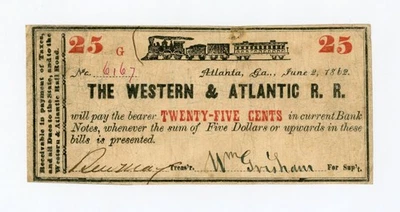 25 G 25
No. 6167 Atlanta, Ga., June 2, 1862.
THE WESTERN & ATLANTIC R. R.
will pay the bearer TWENTY-FIVE CENTS in current Bank
Notes, whenever the sum of Five Dollars or upwards in these
bills is presented.
Ben May Treas'r. Wm Grisham For Sup't.
Receivable in payment of Taxes,
and all Dues to the State, and to the
Western & Atlantic Rail Road.